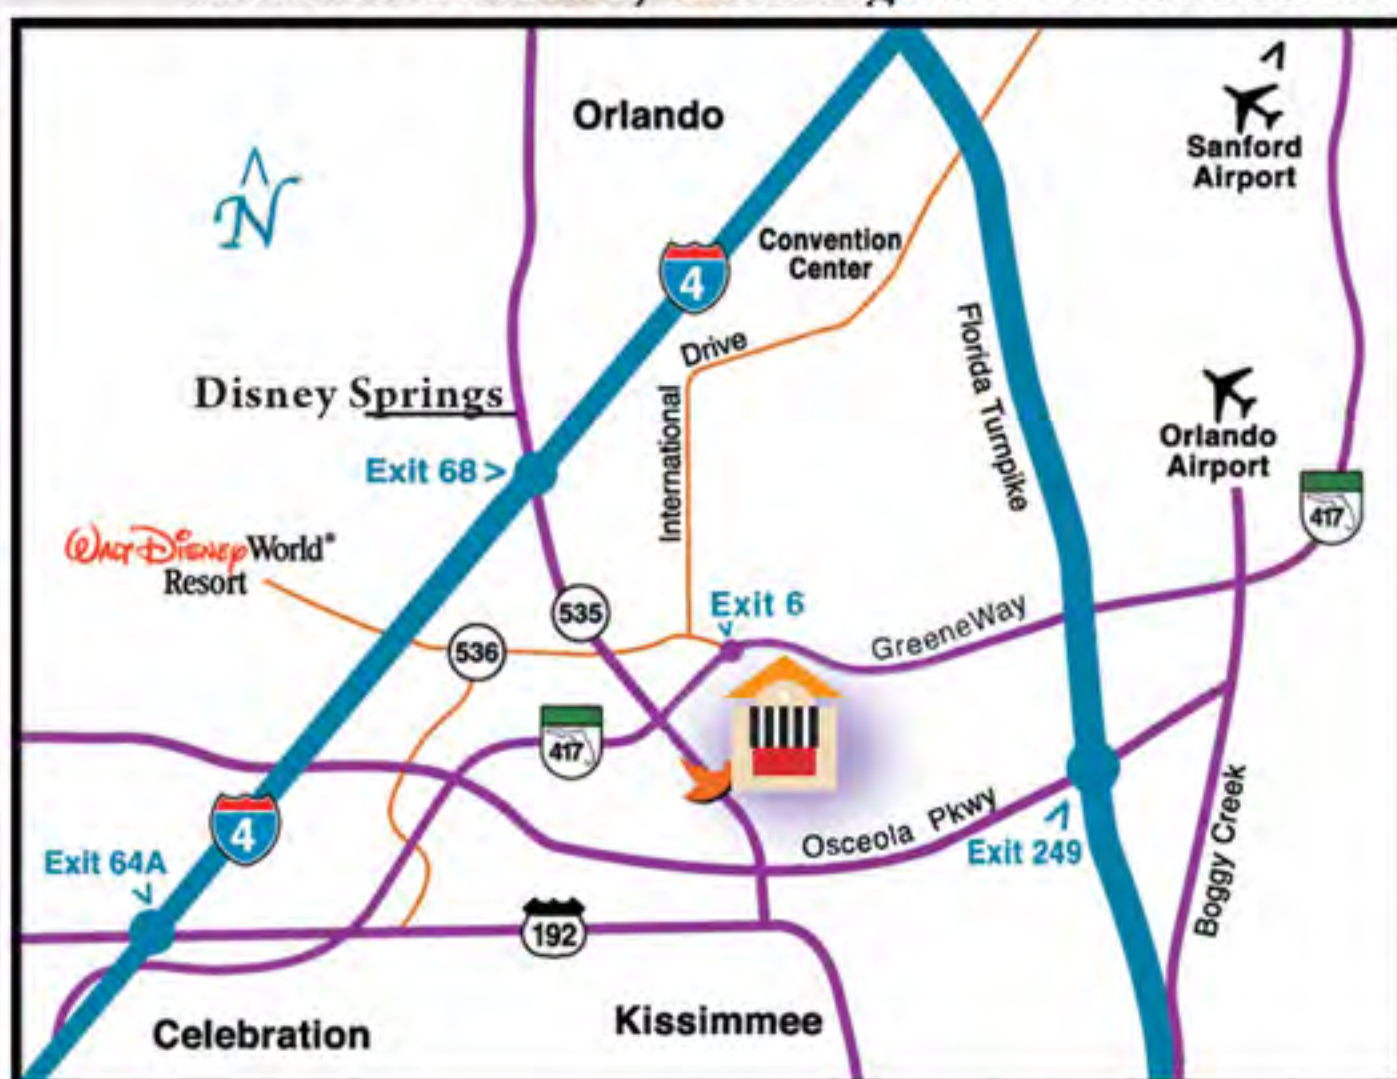 Orlando
Sanford
Airport
N
Convention
Center
4
Drive
Florida Turnpike
Disney Springs
International
Orlando
Airport
Exit 68 >
417
WALT DISNEY World®
Resort
535
Exit 6
GreeneWay
536
417
4
Osceola Pkwy
Exit 249
Boggy Creek
Exit 64A
192
Celebration
Kissimmee